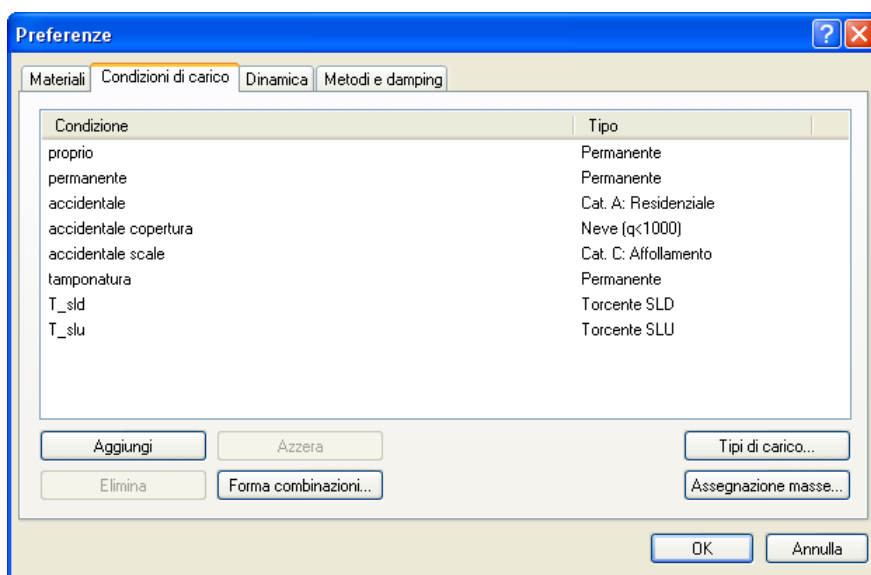 Preferenze
Materiali Condizioni di carico Dinamica Metodi e damping
Condizione Tipo
proprio Permanente
permanente Permanente
accidentale Cat. A: Residenziale
accidentale copertura Neve (q<1000)
accidentale scale Cat. C: Affollamento
tamponatura Permanente
T_sld Torcente SLD
T_slu Torcente SLU
Aggiungi Azzera Tipi di carico...
Elimina Forma combinazioni... Assegnazione masse...
OK Annulla